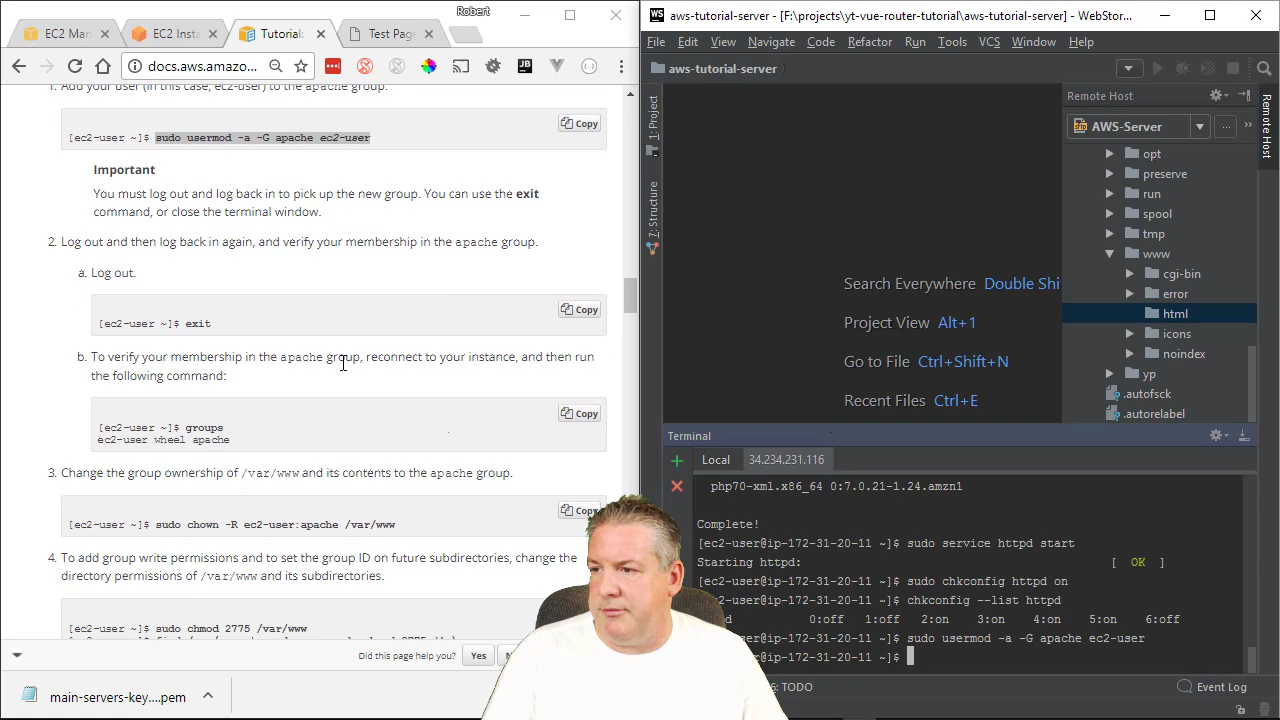 Robert
EC2 Man
EC2 Inst
Tutorial:
Test Pag
docs.aws.amazo
1. Add your user (in this case, ec2-user) to the apache group.
[ec2-user ~]$ sudo usermod -a -G apache ec2-user
Copy
Important
You must log out and log back in to pick up the new group. You can use the exit
command, or close the terminal window.
2. Log out and then log back in again, and verify your membership in the apache group.
a. Log out.
[ec2-user ~]$ exit
Copy
b. To verify your membership in the apache group, reconnect to your instance, and then run
the following command:
[ec2-user ~]$ groups
ec2-user wheel apache
Copy
3. Change the group ownership of /var/www and its contents to the apache group.
[ec2-user ~]$ sudo chown -R ec2-user:apache /var/www
Copy
4. To add group write permissions and to set the group ID on future subdirectories, change the
directory permissions of /var/www and its subdirectories.
[ec2-user ~]$ sudo chmod 2775 /var/www
Did this page help you?
Yes
main-servers-key....pem
WS
aws-tutorial-server - [F:\projects\yt-vue-router-tutorial\aws-tutorial-server] - WebStor...
File Edit View Navigate Code Refactor Run Tools VCS Window Help
aws-tutorial-server
1: Project
7: Structure
Remote Host
AWS-Server
...
opt
preserve
run
spool
tmp
www
cgi-bin
error
html
icons
noindex
yp
.autofsck
.autorelabel
Remote Host
Search Everywhere Double Shi
Project View Alt+1
Go to File Ctrl+Shift+N
Recent Files Ctrl+E
Terminal
Local
34.234.231.116
php70-xml.x86_64 0:7.0.21-1.24.amzn1
Complete!
[ec2-user@ip-172-31-20-11 ~]$ sudo service httpd start
Starting httpd: [ OK ]
[ec2-user@ip-172-31-20-11 ~]$ sudo chkconfig httpd on
[ec2-user@ip-172-31-20-11 ~]$ chkconfig --list httpd
0:off 1:off 2:on 3:on 4:on 5:on 6:off
[ec2-user@ip-172-31-20-11 ~]$ sudo usermod -a -G apache ec2-user
@ip-172-31-20-11 ~]$
6: TODO
Event Log